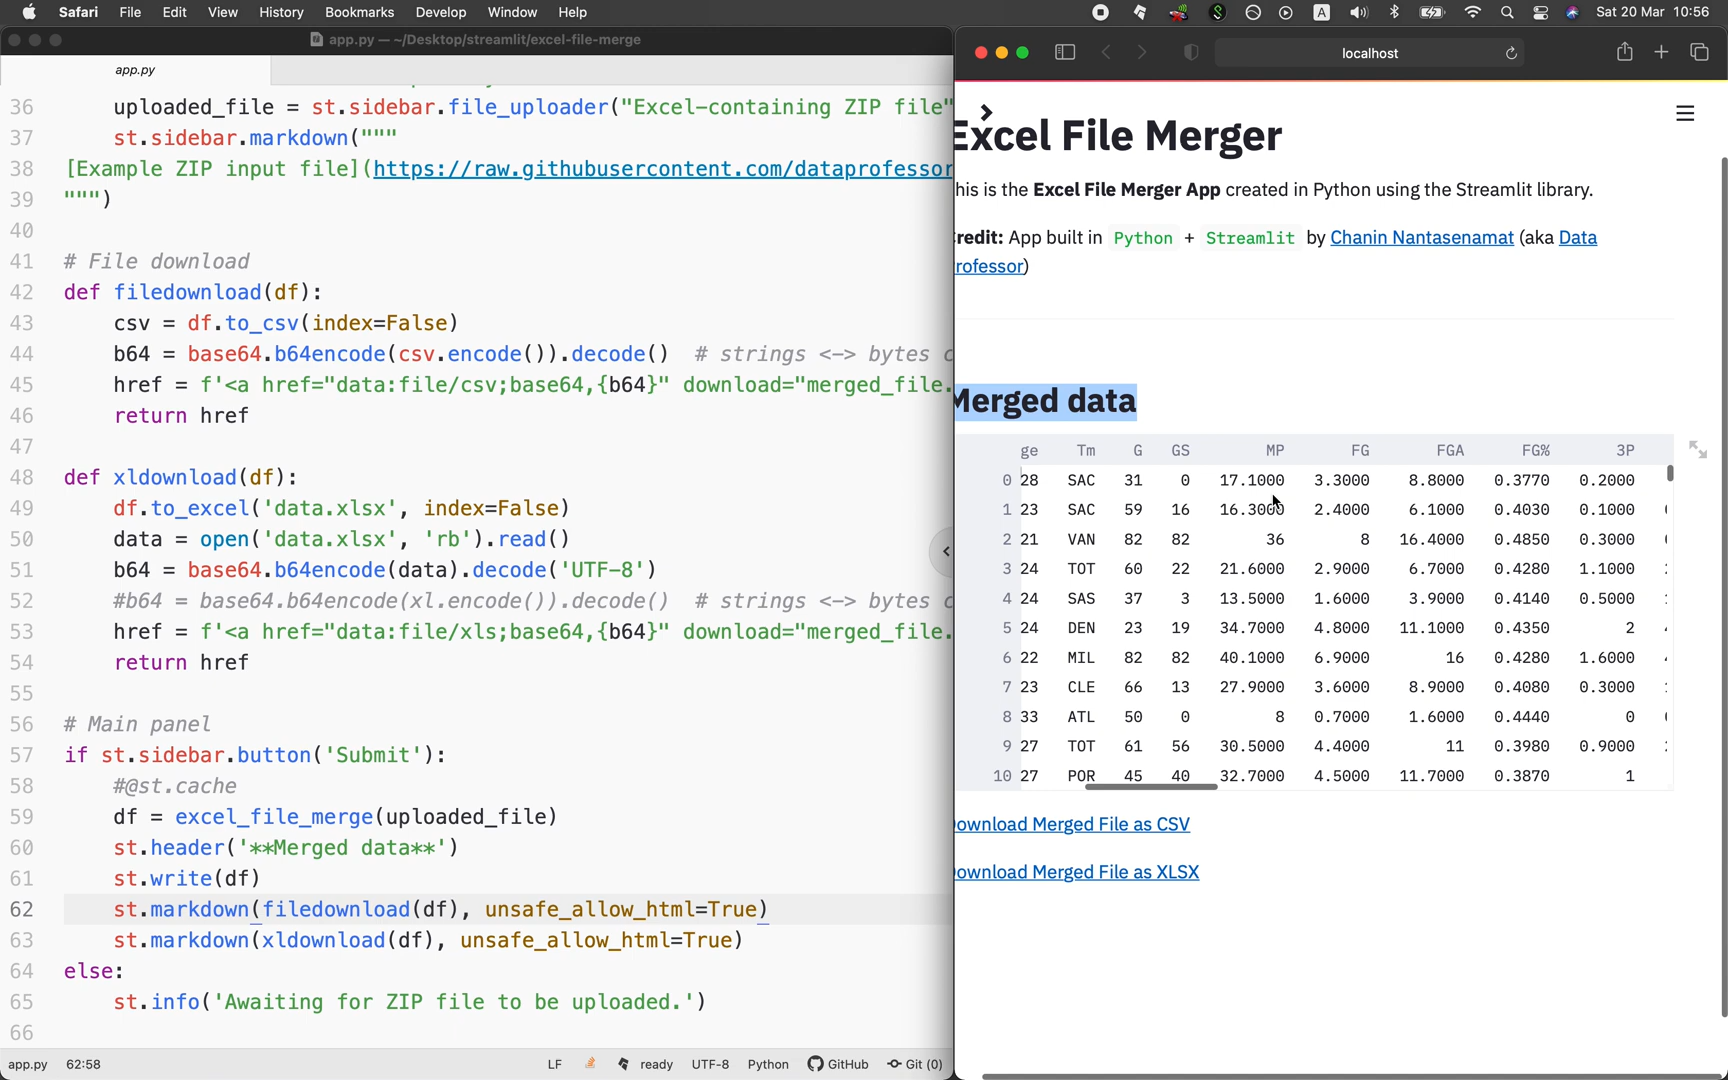 Safari File Edit View History Bookmarks Develop Window Help
A
Sat 20 Mar 10:56
app.py — ~/Desktop/streamlit/excel-file-merge
app.py
36 uploaded_file = st.sidebar.file_uploader("Excel-containing ZIP file"
37 st.sidebar.markdown("""
38 [Example ZIP input file](https://raw.githubusercontent.com/dataprofessor
39 """)
40
41 # File download
42 def filedownload(df):
43 csv = df.to_csv(index=False)
44 b64 = base64.b64encode(csv.encode()).decode() # strings <-> bytes c
45 href = f'<a href="data:file/csv;base64,{b64}" download="merged_file.
46 return href
47
48 def xldownload(df):
49 df.to_excel('data.xlsx', index=False)
50 data = open('data.xlsx', 'rb').read()
51 b64 = base64.b64encode(data).decode('UTF-8')
52 #b64 = base64.b64encode(xl.encode()).decode() # strings <-> bytes c
53 href = f'<a href="data:file/xls;base64,{b64}" download="merged_file.
54 return href
55
56 # Main panel
57 if st.sidebar.button('Submit'):
58 #@st.cache
59 df = excel_file_merge(uploaded_file)
60 st.header('**Merged data**')
61 st.write(df)
62 st.markdown(filedownload(df), unsafe_allow_html=True)
63 st.markdown(xldownload(df), unsafe_allow_html=True)
64 else:
65 st.info('Awaiting for ZIP file to be uploaded.')
66
app.py 62:58 LF ready UTF-8 Python GitHub Git (0)
localhost
Excel File Merger
his is the Excel File Merger App created in Python using the Streamlit library.
redit: App built in Python + Streamlit by Chanin Nantasenamat (aka Data
rofessor)
Merged data
ge Tm G GS MP FG FGA FG% 3P
0 28 SAC 31 0 17.1000 3.3000 8.8000 0.3770 0.2000
1 23 SAC 59 16 16.3000 2.4000 6.1000 0.4030 0.1000
2 21 VAN 82 82 36 8 16.4000 0.4850 0.3000
3 24 TOT 60 22 21.6000 2.9000 6.7000 0.4280 1.1000
4 24 SAS 37 3 13.5000 1.6000 3.9000 0.4140 0.5000
5 24 DEN 23 19 34.7000 4.8000 11.1000 0.4350 2
6 22 MIL 82 82 40.1000 6.9000 16 0.4280 1.6000
7 23 CLE 66 13 27.9000 3.6000 8.9000 0.4080 0.3000
8 33 ATL 50 0 8 0.7000 1.6000 0.4440 0
9 27 TOT 61 56 30.5000 4.4000 11 0.3980 0.9000
10 27 POR 45 40 32.7000 4.5000 11.7000 0.3870 1
ownload Merged File as CSV
ownload Merged File as XLSX